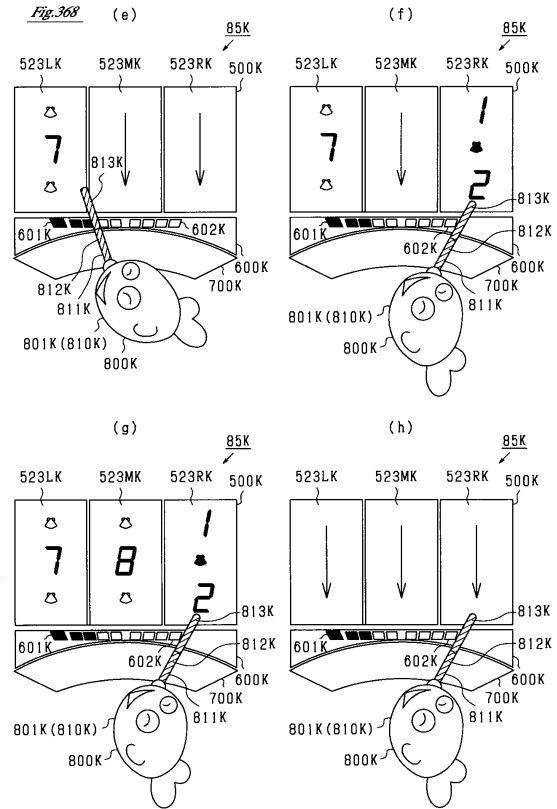 Fig.368
(e)
85K
523LK 523MK 523RK 500K
7
813K
601K 602K
600K
812K 700K
811K
801K(810K)
800K
(f)
85K
523LK 523MK 523RK 500K
1
7
2
813K
601K 602K 812K
600K
700K
811K
801K(810K)
800K
(g)
85K
523LK 523MK 523RK 500K
1
7 8
2
813K
601K 602K 812K
600K
700K
811K
801K(810K)
800K
(h)
85K
523LK 523MK 523RK 500K
813K
601K 602K 812K
600K
700K
811K
801K(810K)
800K